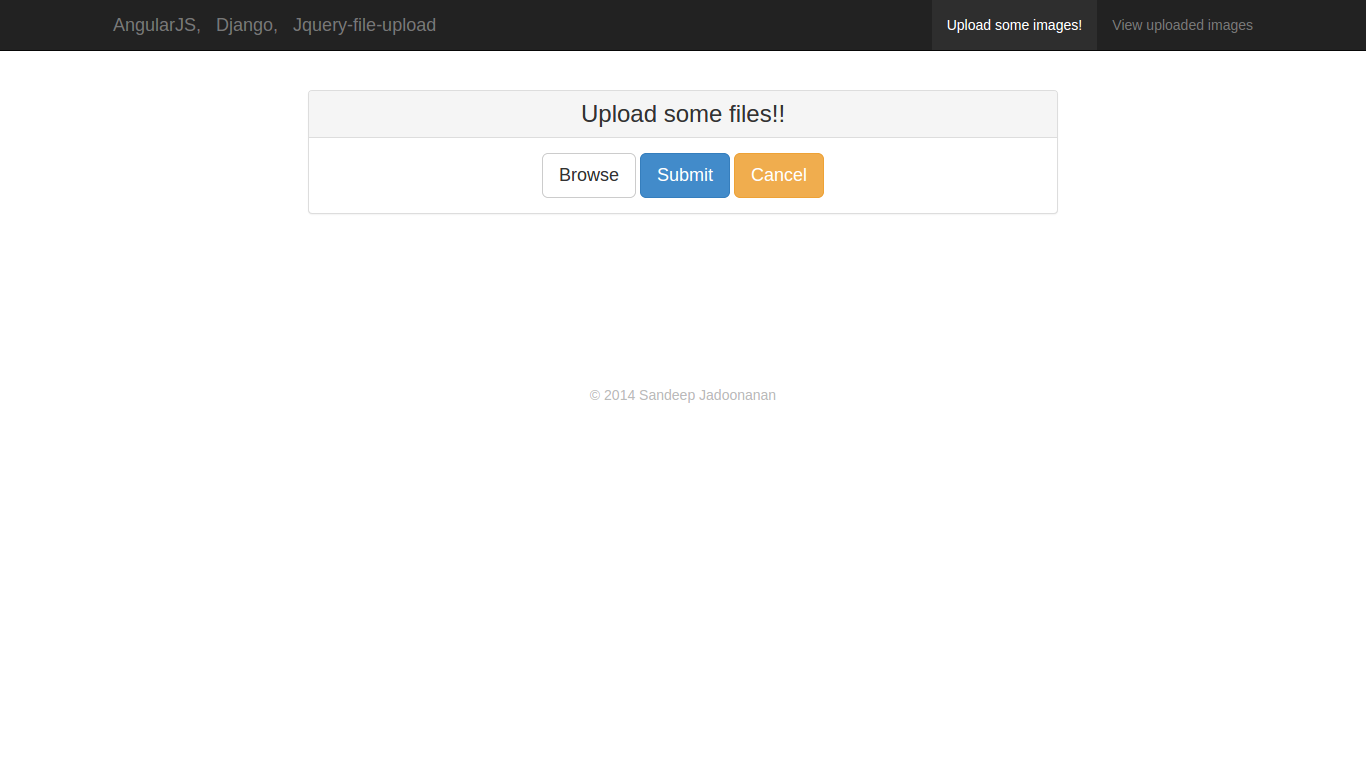 AngularJS, Django, Jquery-file-upload Upload some images! View uploaded images
Upload some files!!
Browse Submit Cancel
© 2014 Sandeep Jadoonanan